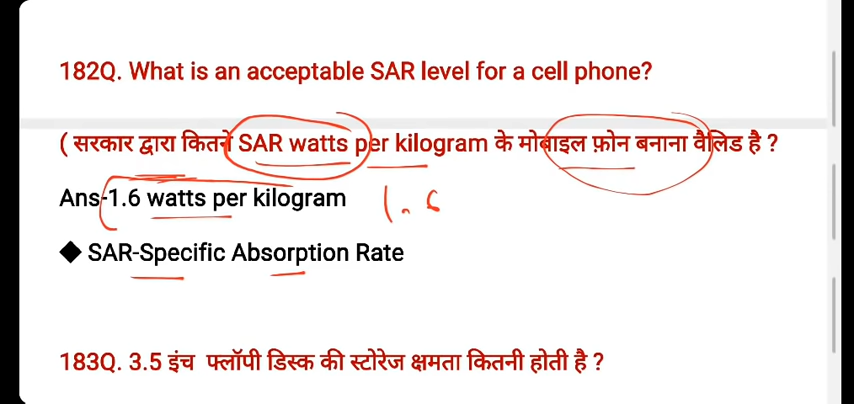 182Q. What is an acceptable SAR level for a cell phone?
( सरकार द्वारा कितने SAR watts per kilogram के मोबाइल फ़ोन बनाना वैलिड है ?
Ans-1.6 watts per kilogram 1.6
◆ SAR-Specific Absorption Rate
183Q. 3.5 इंच फ्लॉपी डिस्क की स्टोरेज क्षमता कितनी होती है ?